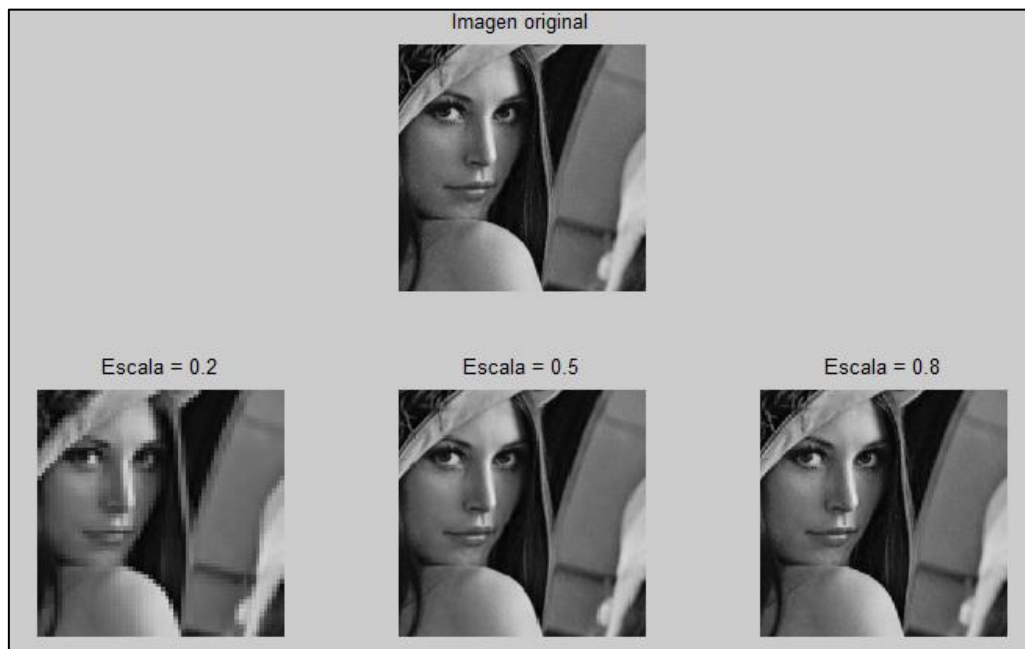 Imagen original
Escala = 0.2
Escala = 0.5
Escala = 0.8